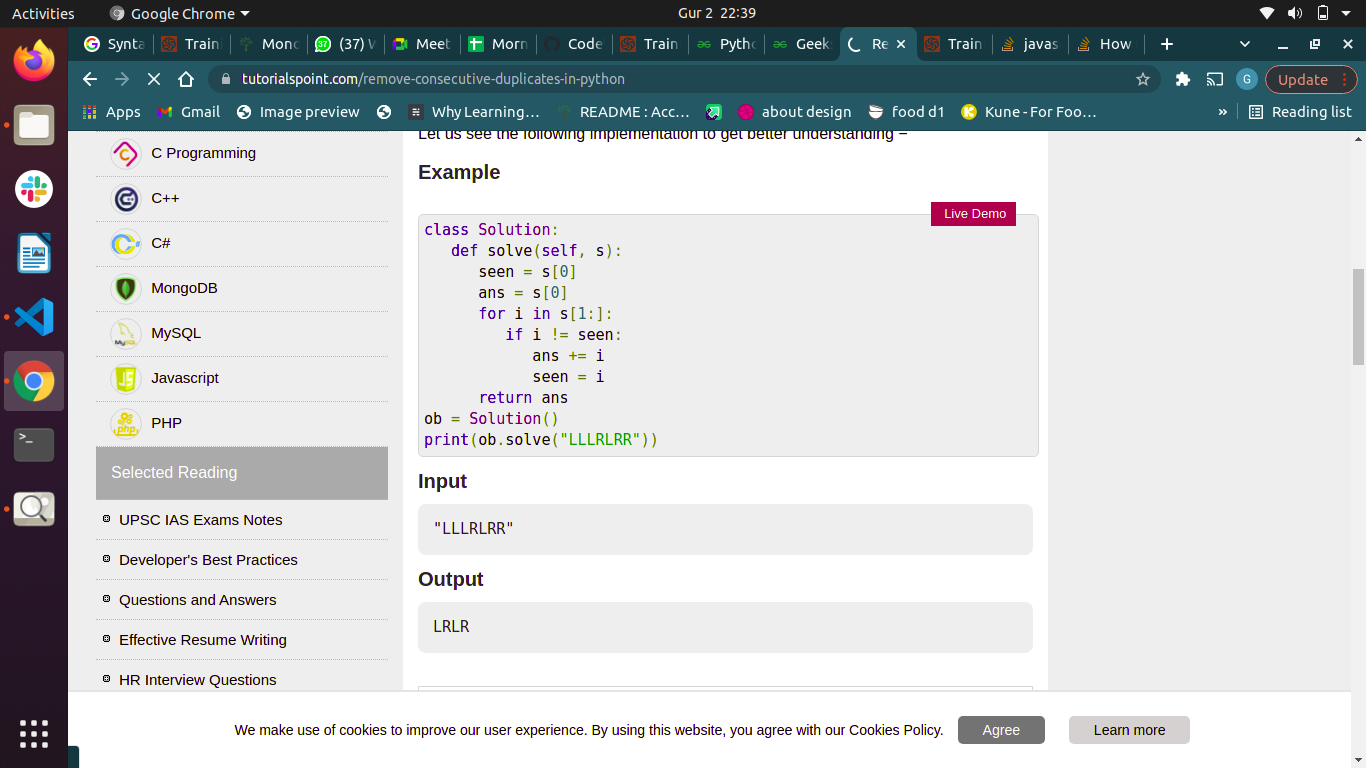 Activities
Google Chrome
Gur 2 22:39
Synta
Traini
Mong
37
(37) W
Meet
Morn
Code
Train
Pytho
Geeks
Re
Train
javas
How
tutorialspoint.com/remove-consecutive-duplicates-in-python
G
Update
Apps
Gmail
Image preview
Why Learning…
README : Acc…
about design
food d1
Kune - For Foo…
»
Reading list
Let us see the following implementation to get better understanding −
C Programming
C++
C#
MongoDB
MySQL
Javascript
PHP
Selected Reading
UPSC IAS Exams Notes
Developer's Best Practices
Questions and Answers
Effective Resume Writing
HR Interview Questions
Example
Live Demo
class Solution:
   def solve(self, s):
      seen = s[0]
      ans = s[0]
      for i in s[1:]:
         if i != seen:
            ans += i
            seen = i
      return ans
ob = Solution()
print(ob.solve("LLLRLRR"))
Input
"LLLRLRR"
Output
LRLR
We make use of cookies to improve our user experience. By using this website, you agree with our Cookies Policy.
Agree
Learn more